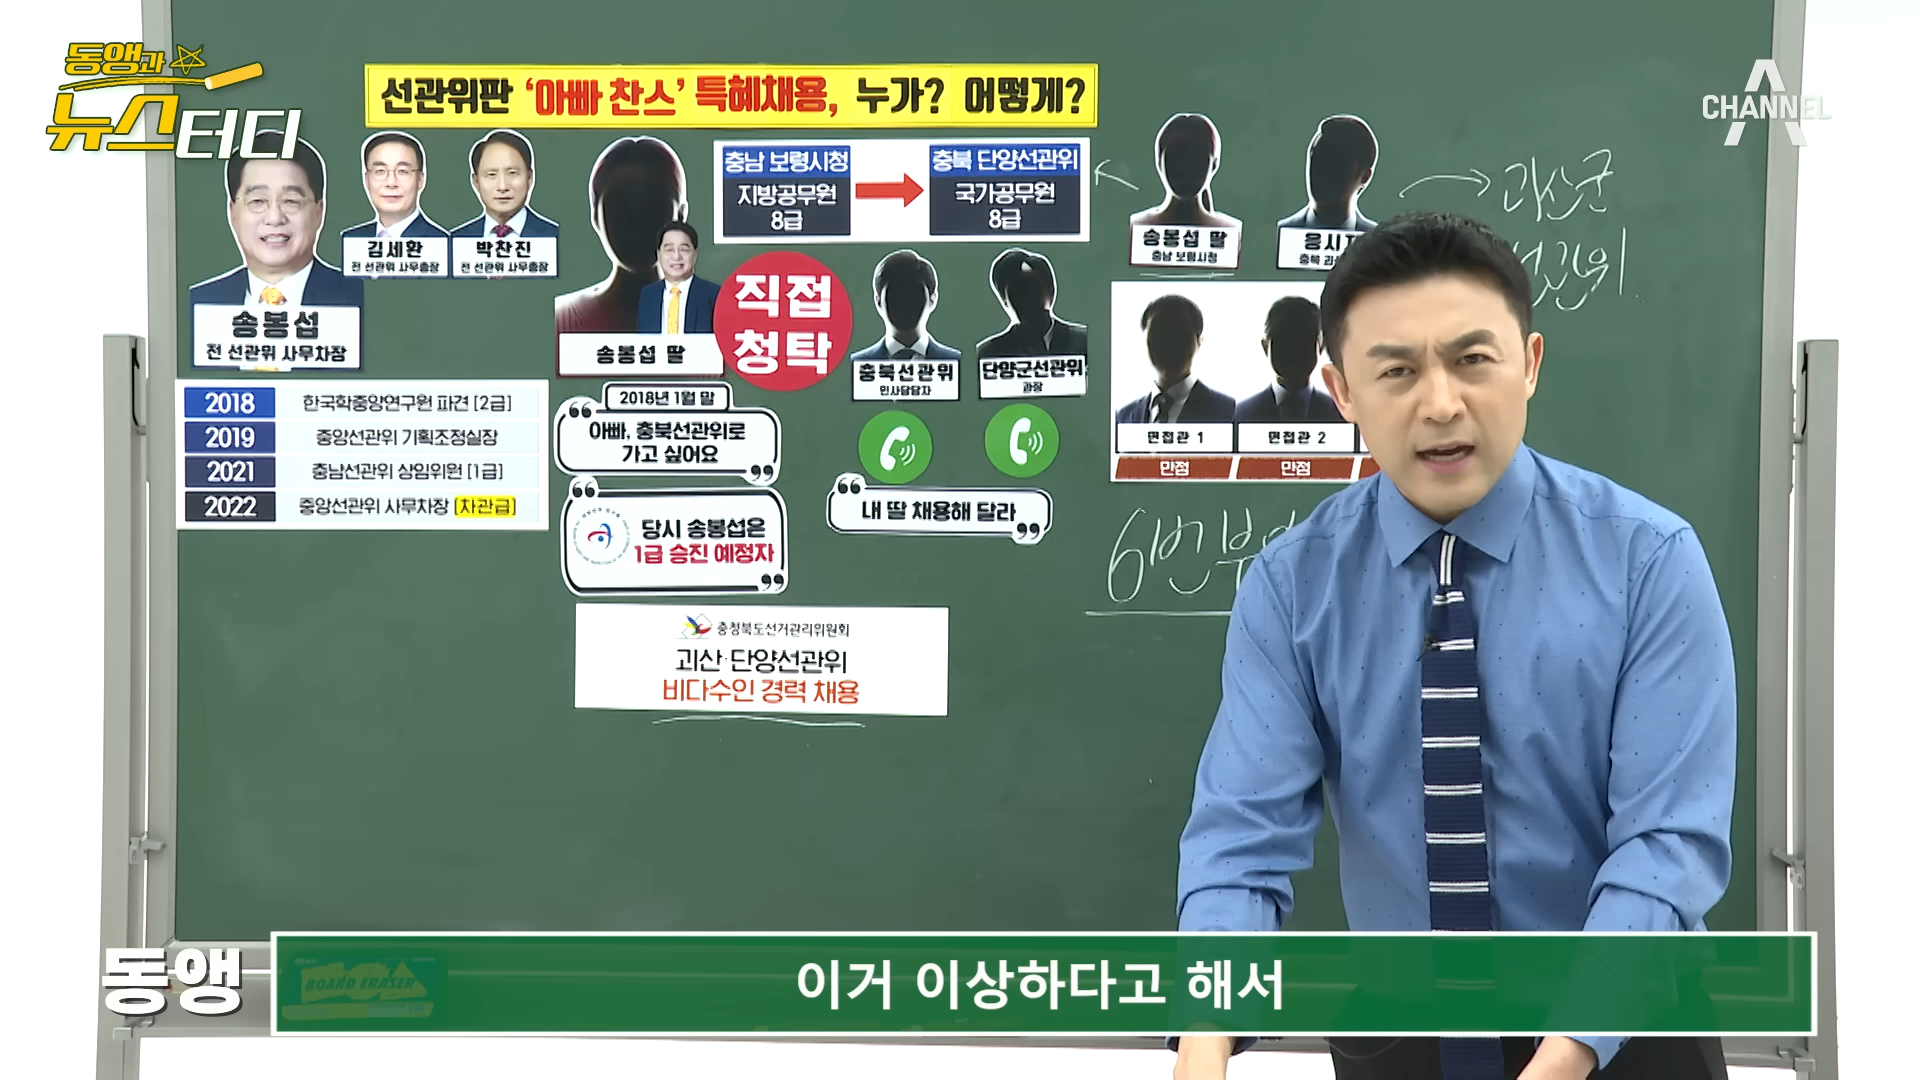 동앵과
뉴스터디
CHANNEL A
선관위판 ‘아빠 찬스’ 특혜채용, 누가? 어떻게?
송봉섭
전 선관위 사무차장
김세환
전 선관위 사무총장
박찬진
전 선관위 사무총장
2018 한국학중앙연구원 파견 [2급]
2019 중앙선관위 기획조정실장
2021 충남선관위 상임위원 [1급]
2022 중앙선관위 사무차장 [차관급]
송봉섭 딸
충남 보령시청
지방공무원
8급
충북 단양선관위
국가공무원
8급
직접
청탁
충북선관위
인사담당자
단양군선관위
과장
2018년 1월 말
“아빠, 충북선관위로
가고 싶어요”
“당시 송봉섭은
1급 승진 예정자”
“내 딸 채용해 달라”
충청북도선거관리위원회
괴산·단양선관위
비다수인 경력 채용
송봉섭 딸
충남 보령시청
응시
충북 괴
괴산군
선관위
면접관 1
만점
면접관 2
만점
6번
BOARD ERASER
동앵
이거 이상하다고 해서